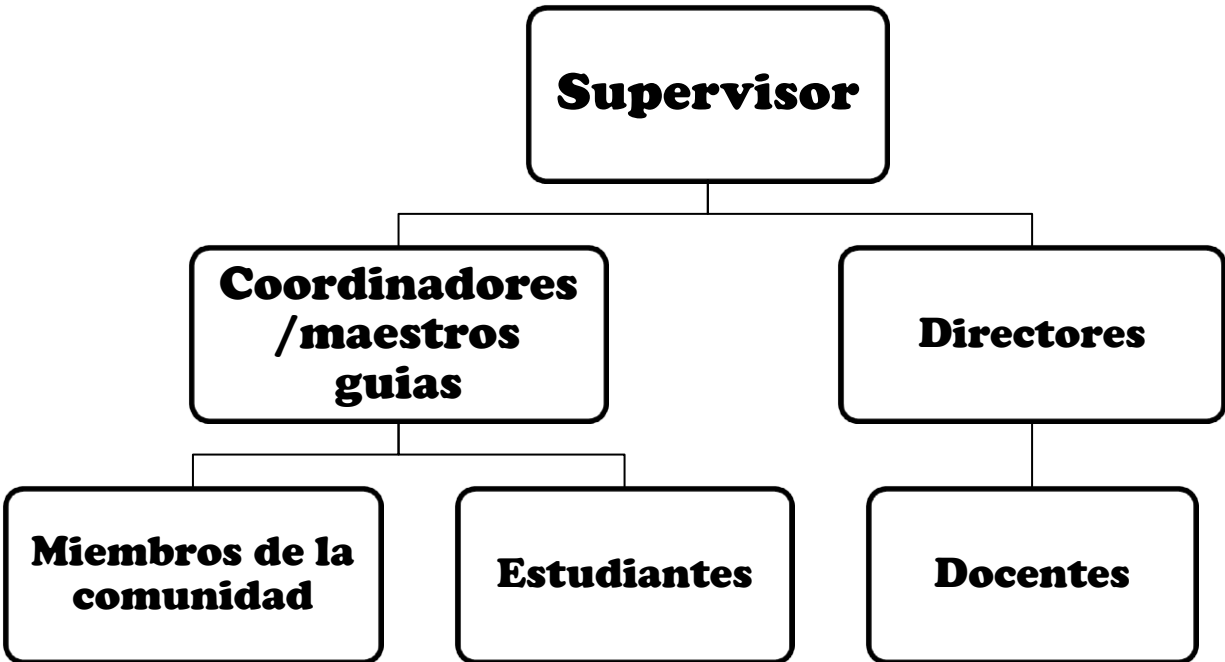 Supervisor
Coordinadores
/maestros
guias
Directores
Miembros de la
comunidad
Estudiantes
Docentes